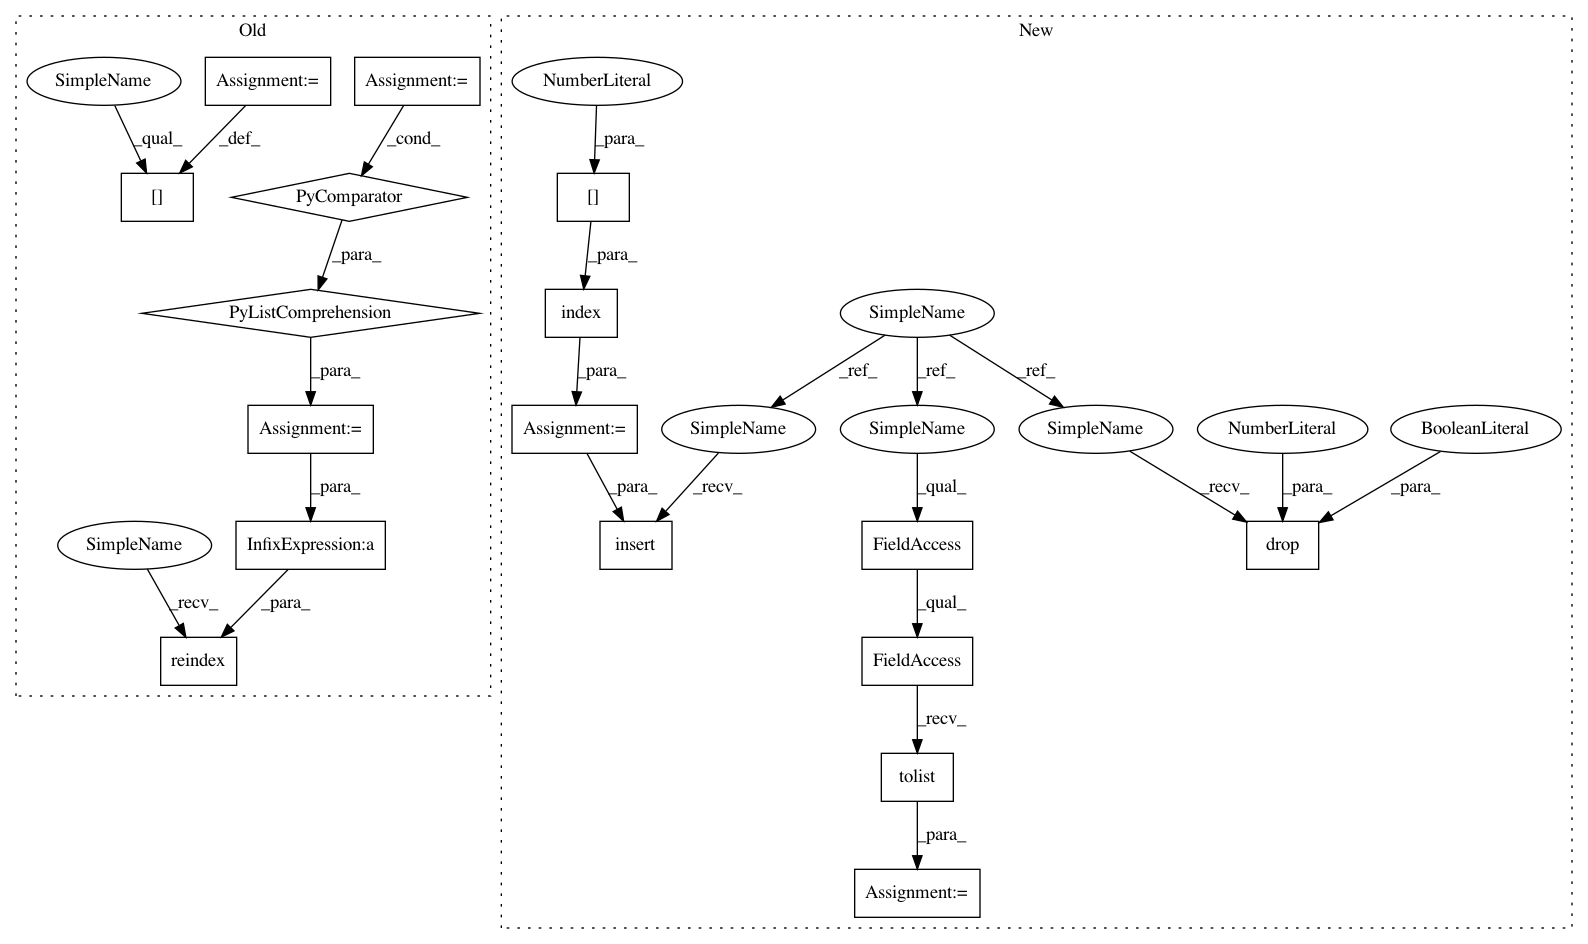 Old
New
SimpleName
Assignment:=
Assignment:=
NumberLiteral
_qual_
_def_
_cond_
_para_
[]
PyComparator
[]
_para_
_para_
PyListComprehension
index
SimpleName
_para_
_para_
_ref_
_ref_
_ref_
Assignment:=
Assignment:=
SimpleName
SimpleName
SimpleName
NumberLiteral
BooleanLiteral
_para_
_para_
_recv_
_qual_
_recv_
_para_
_para_
SimpleName
InfixExpression:a
insert
FieldAccess
drop
_recv_
_para_
_qual_
reindex
FieldAccess
_recv_
tolist
_para_
Assignment:=